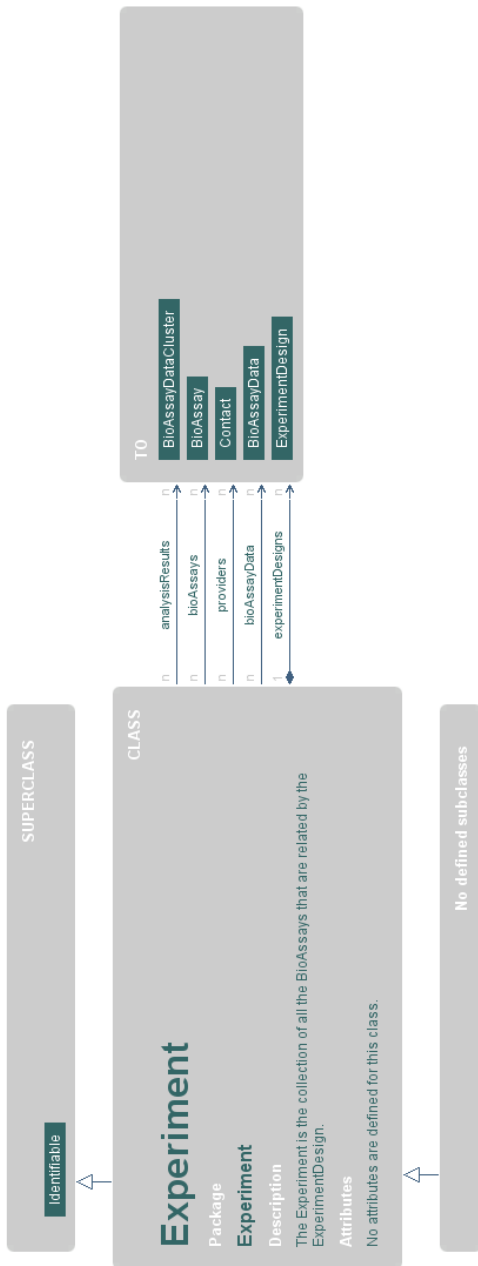 SUPERCLASS
Identifiable
CLASS
Experiment
Package
Experiment
Description
The Experiment is the collection of all the BioAssays that are related by the
ExperimentDesign.
Attributes
No attributes are defined for this class.
n analysisResults n
n bioAssays n
n providers n
n bioAssayData n
1 experimentDesigns n
TO
BioAssayDataCluster
BioAssay
Contact
BioAssayData
ExperimentDesign
No defined subclasses